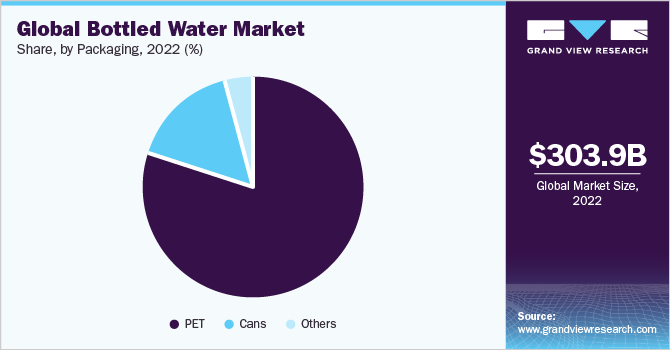 Global Bottled Water Market
Share, by Packaging, 2022 (%)
PET
Cans
Others
GRAND VIEW RESEARCH
$303.9B
Global Market Size,
2022
Source:
www.grandviewresearch.com